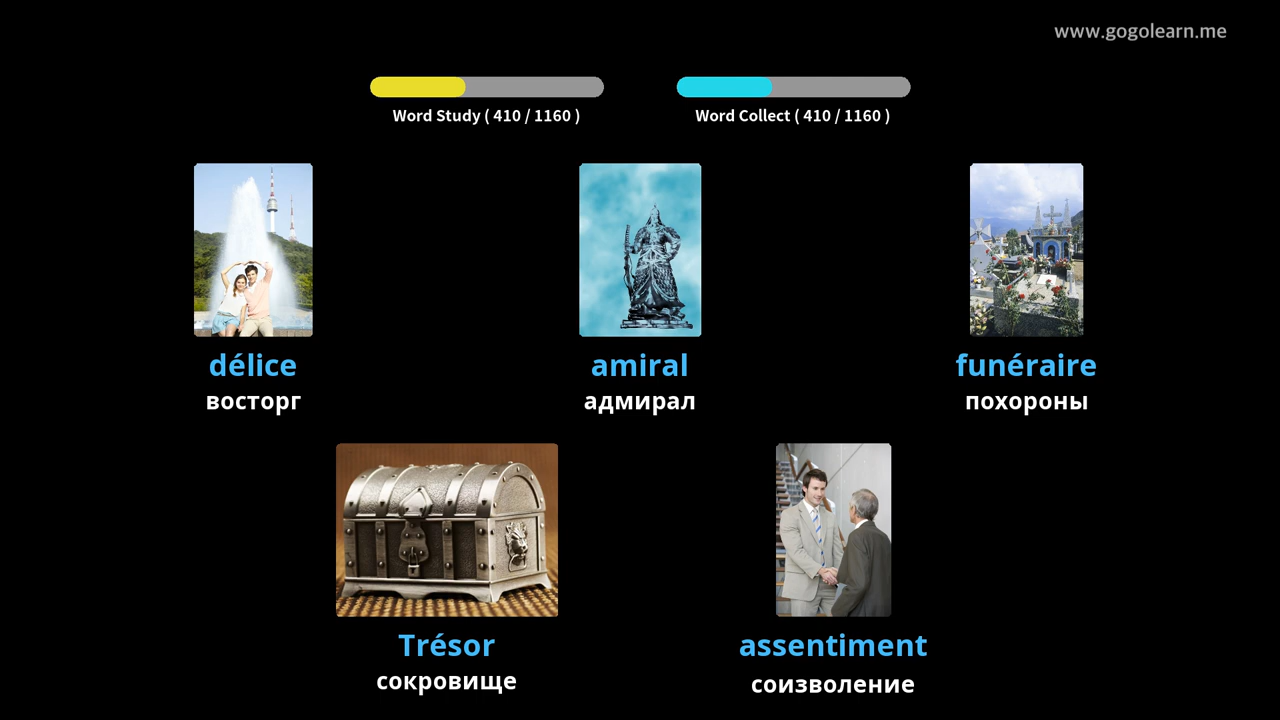 www.gogolearn.me
Word Study ( 410 / 1160 )
Word Collect ( 410 / 1160 )
délice
восторг
amiral
адмирал
funéraire
похороны
Trésor
сокровище
assentiment
соизволение